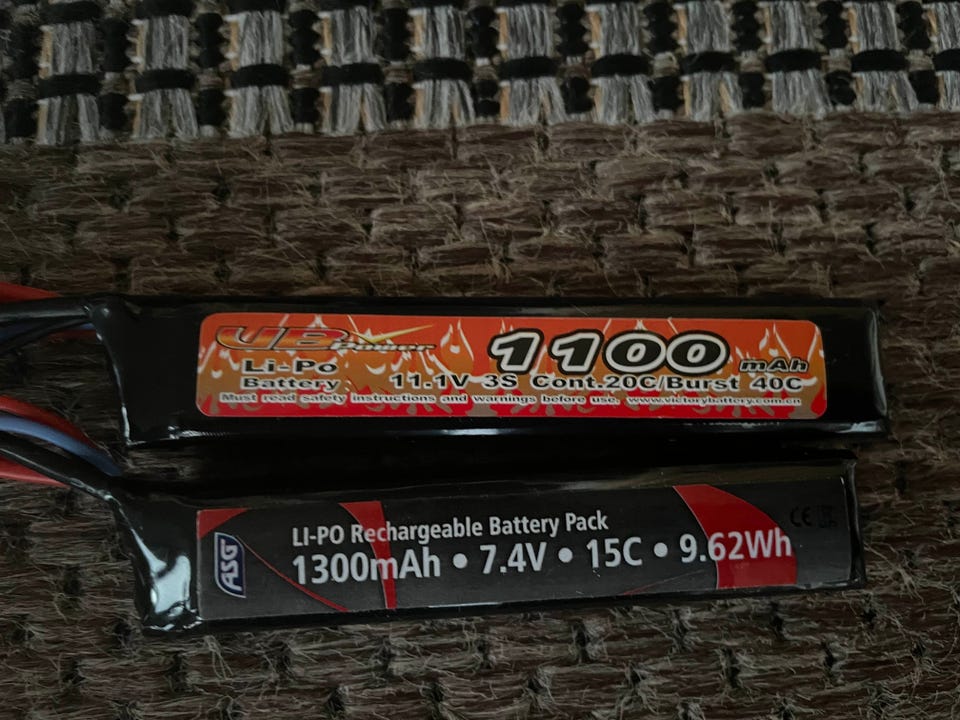 VB Power
1100 mAh
Li-Po
Battery
11.1V 3S Cont.20C/Burst 40C
Must read safety instructions and warnings before use. www.victorybattery.com.cn
ASG
LI-PO Rechargeable Battery Pack
1300mAh • 7.4V • 15C • 9.62Wh
CE